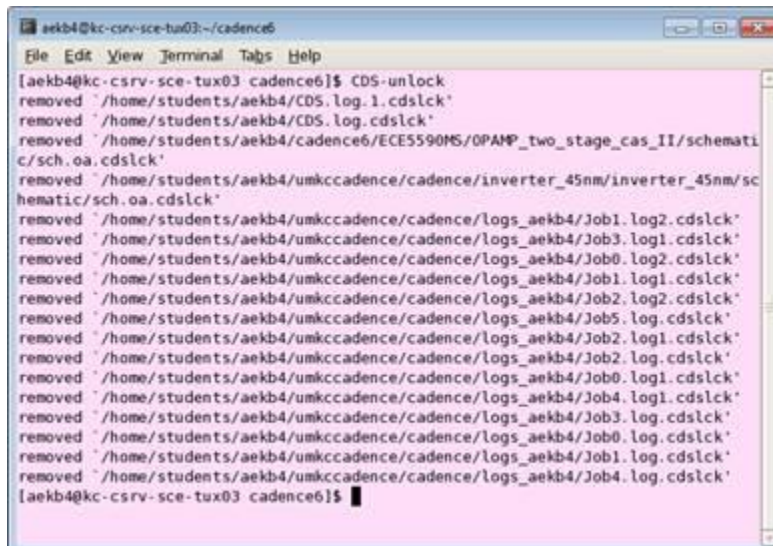 aekb4@kc-csrv-sce-tux03:~/cadence6
File Edit View Terminal Tabs Help
[aekb4@kc-csrv-sce-tux03 cadence6]$ CDS-unlock
removed `/home/students/aekb4/CDS.log.1.cdslck'
removed `/home/students/aekb4/CDS.log.cdslck'
removed `/home/students/aekb4/cadence6/ECE5590MS/OPAMP_two_stage_cas_II/schemati
c/sch.oa.cdslck'
removed `/home/students/aekb4/umkccadence/cadence/inverter_45nm/inverter_45nm/sc
hematic/sch.oa.cdslck'
removed `/home/students/aekb4/umkccadence/cadence/logs_aekb4/Job1.log2.cdslck'
removed `/home/students/aekb4/umkccadence/cadence/logs_aekb4/Job3.log1.cdslck'
removed `/home/students/aekb4/umkccadence/cadence/logs_aekb4/Job0.log2.cdslck'
removed `/home/students/aekb4/umkccadence/cadence/logs_aekb4/Job1.log1.cdslck'
removed `/home/students/aekb4/umkccadence/cadence/logs_aekb4/Job2.log2.cdslck'
removed `/home/students/aekb4/umkccadence/cadence/logs_aekb4/Job5.log.cdslck'
removed `/home/students/aekb4/umkccadence/cadence/logs_aekb4/Job2.log1.cdslck'
removed `/home/students/aekb4/umkccadence/cadence/logs_aekb4/Job2.log.cdslck'
removed `/home/students/aekb4/umkccadence/cadence/logs_aekb4/Job0.log1.cdslck'
removed `/home/students/aekb4/umkccadence/cadence/logs_aekb4/Job4.log1.cdslck'
removed `/home/students/aekb4/umkccadence/cadence/logs_aekb4/Job3.log.cdslck'
removed `/home/students/aekb4/umkccadence/cadence/logs_aekb4/Job0.log.cdslck'
removed `/home/students/aekb4/umkccadence/cadence/logs_aekb4/Job1.log.cdslck'
removed `/home/students/aekb4/umkccadence/cadence/logs_aekb4/Job4.log.cdslck'
[aekb4@kc-csrv-sce-tux03 cadence6]$